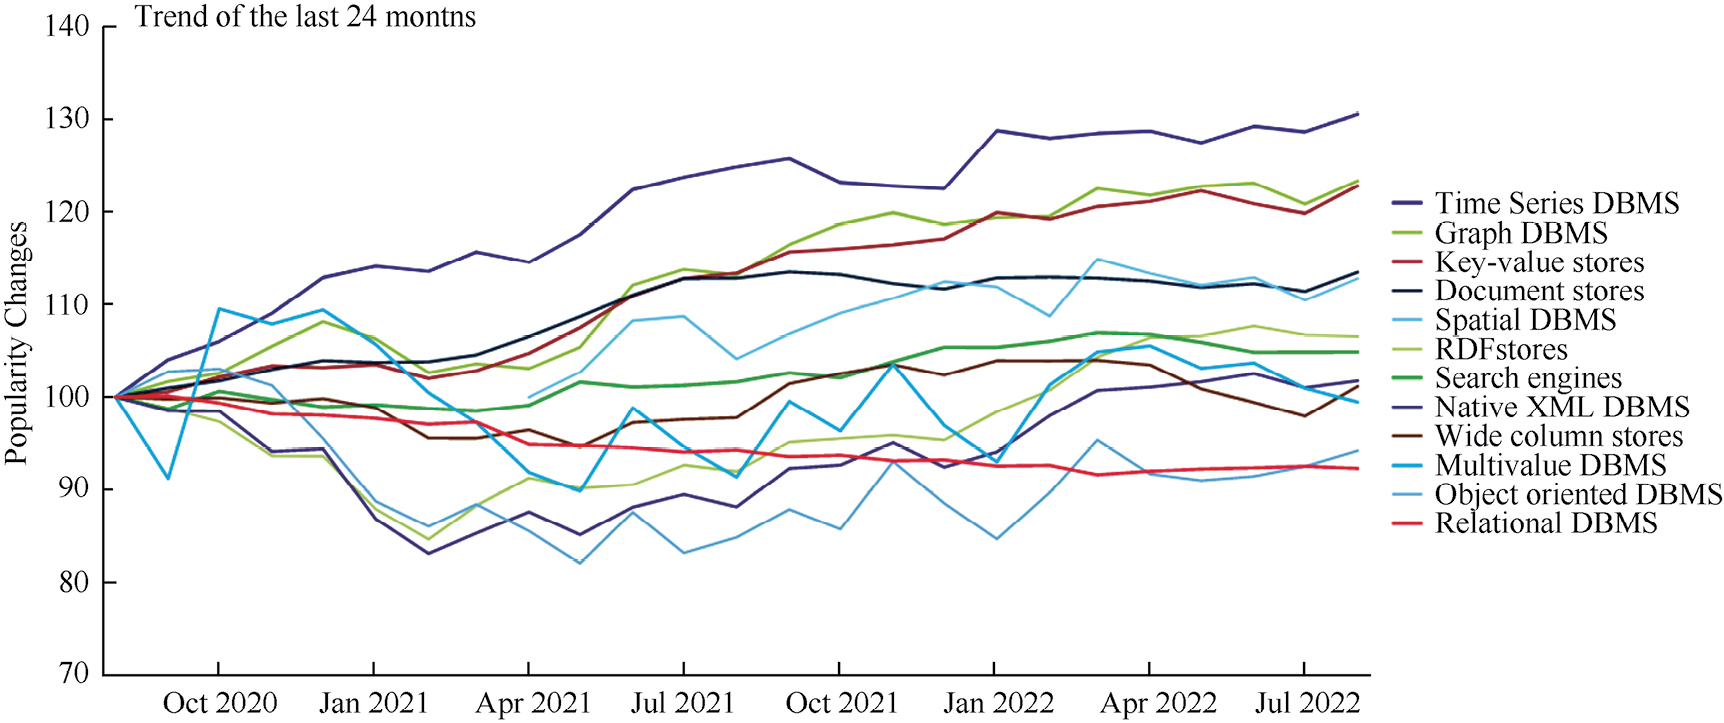 Trend of the last 24 montns
Popularity Changes
140
130
120
110
100
90
80
70
Oct 2020
Jan 2021
Apr 2021
Jul 2021
Oct 2021
Jan 2022
Apr 2022
Jul 2022
Time Series DBMS
Graph DBMS
Key-value stores
Document stores
Spatial DBMS
RDFstores
Search engines
Native XML DBMS
Wide column stores
Multivalue DBMS
Object oriented DBMS
Relational DBMS